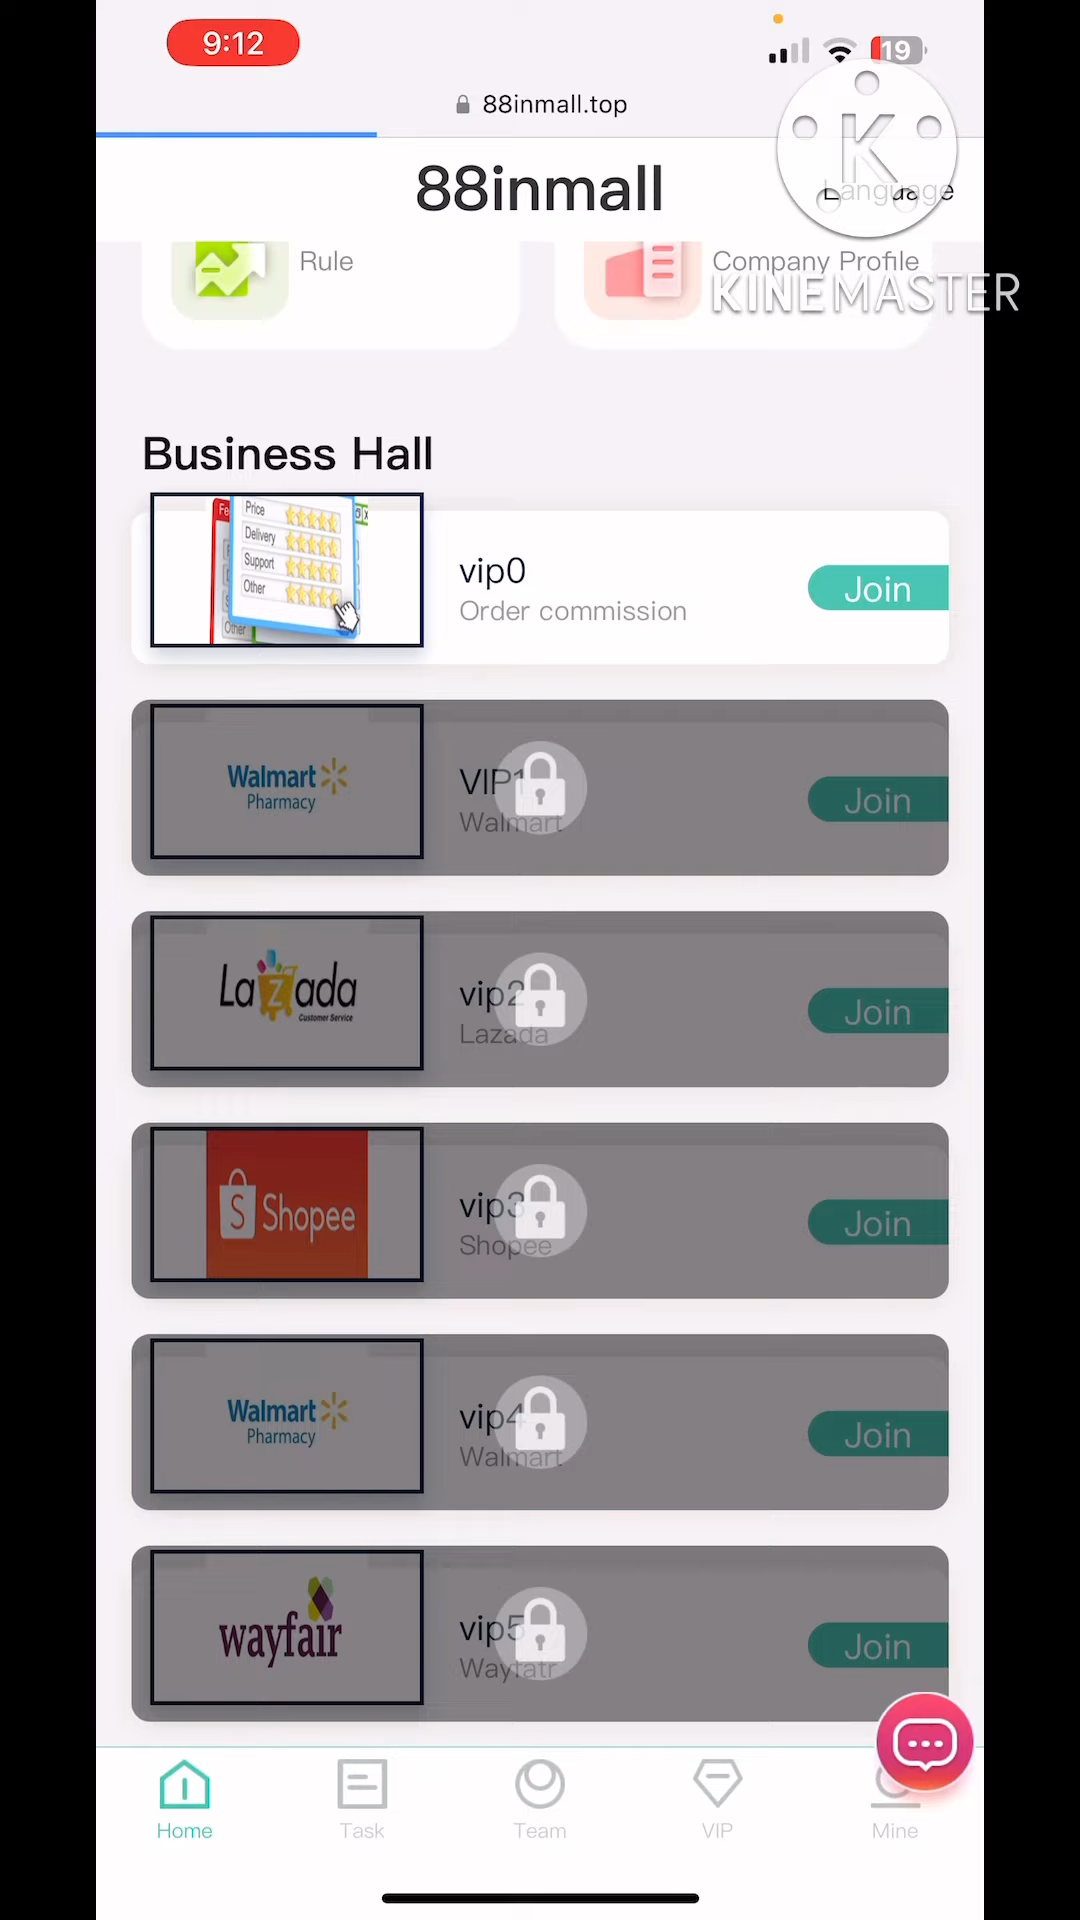 9:12
19
88inmall.top
88inmall
Language
K
Rule
Company Profile
KINEMASTER
Business Hall
Price
Delivery
Support
Other
Other
vip0
Order commission
Join
Walmart
Pharmacy
VIP1
Walmart
Join
Lazada
Customer Service
vip2
Lazada
Join
S
Shopee
vip3
Shopee
Join
Walmart
Pharmacy
vip4
Walmart
Join
wayfair
vip5
Wayfatr
Join
Home
Task
Team
VIP
Mine